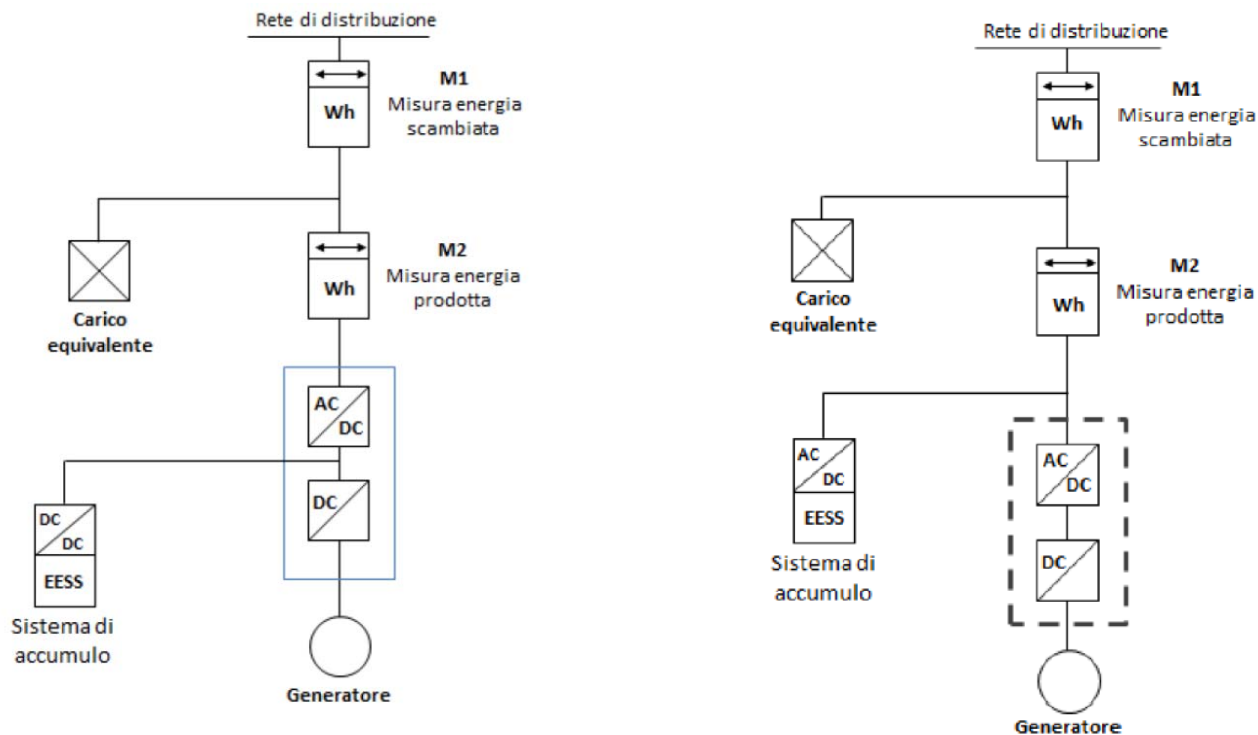 Rete di distribuzione
M1
Misura energia
scambiata
Wh
M2
Misura energia
prodotta
Wh
Carico
equivalente
AC
DC
DC
DC
DC
EESS
Sistema di
accumulo
Generatore
Rete di distribuzione
M1
Misura energia
scambiata
Wh
M2
Misura energia
prodotta
Wh
Carico
equivalente
AC
DC
EESS
AC
DC
DC
Sistema di
accumulo
Generatore